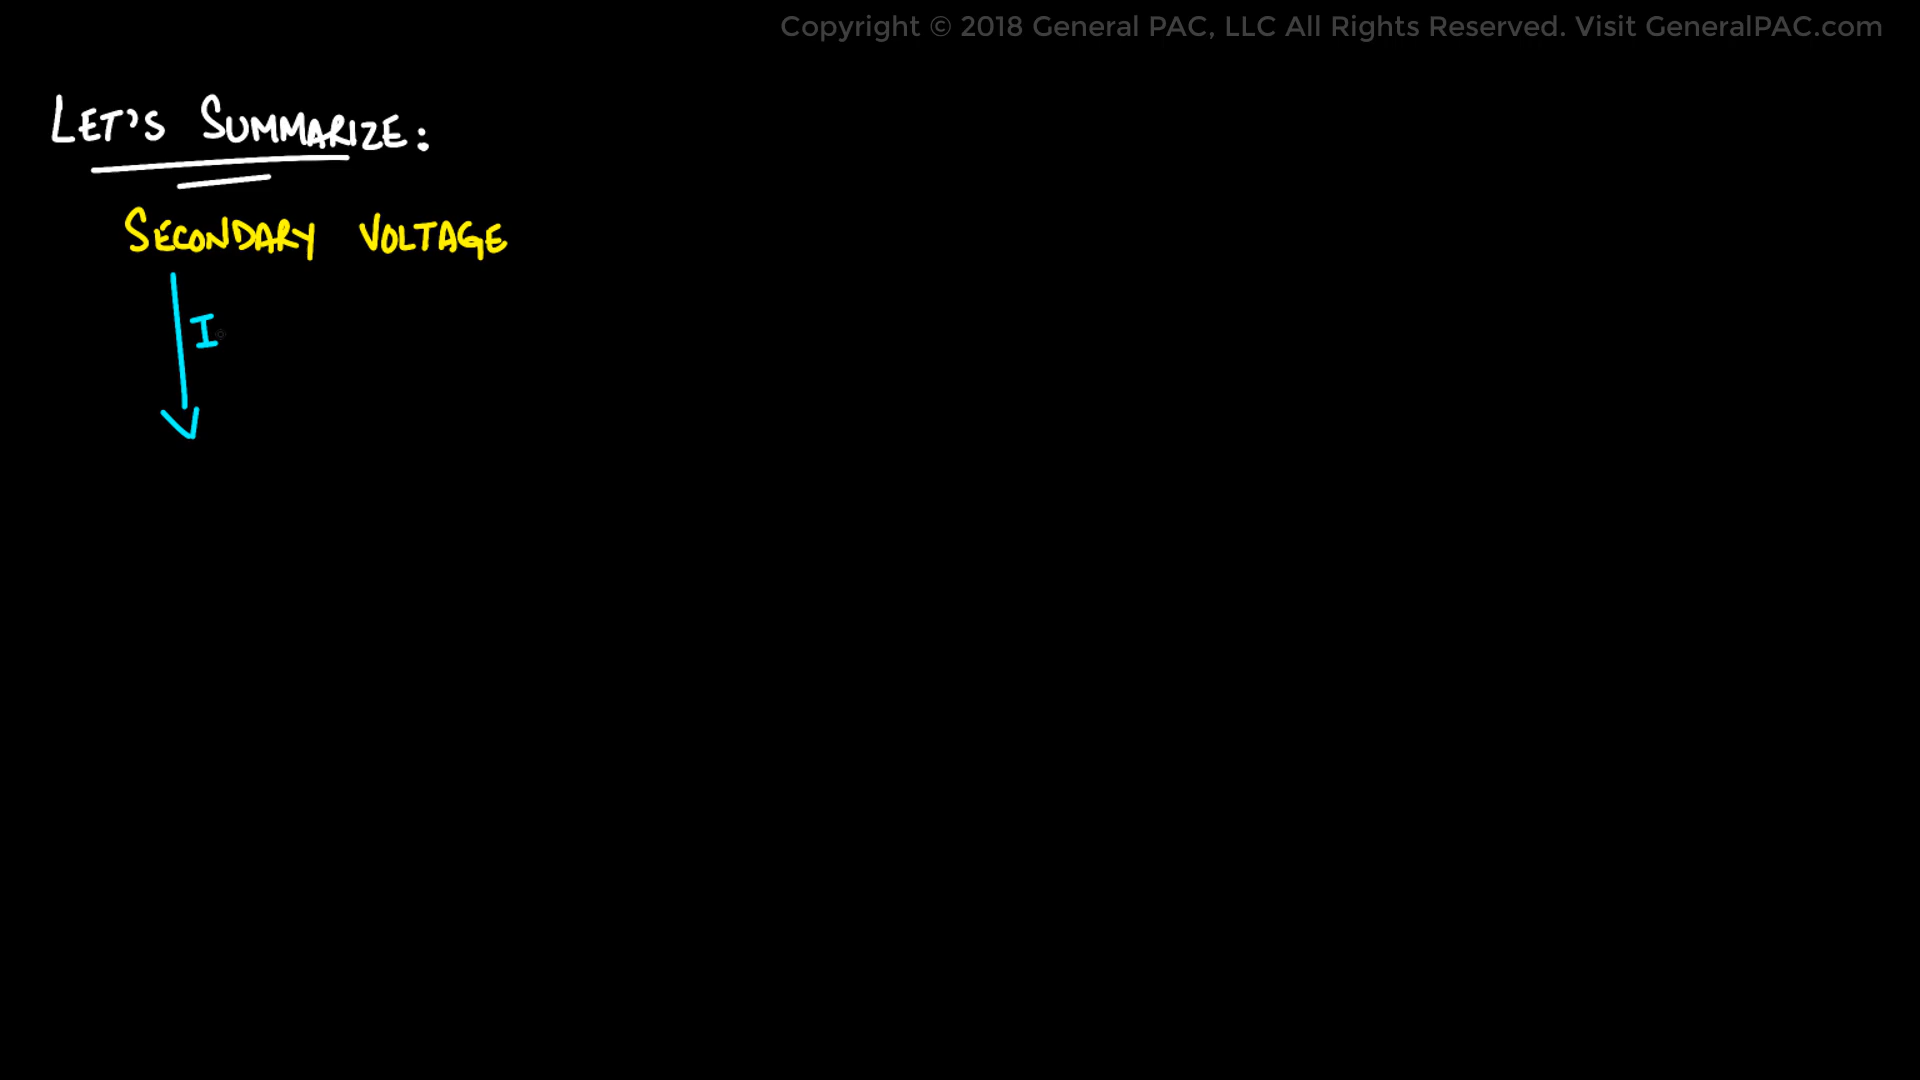 Copyright © 2018 General PAC, LLC All Rights Reserved. Visit GeneralPAC.com
LET'S SUMMARIZE:
SECONDARY VOLTAGE
I